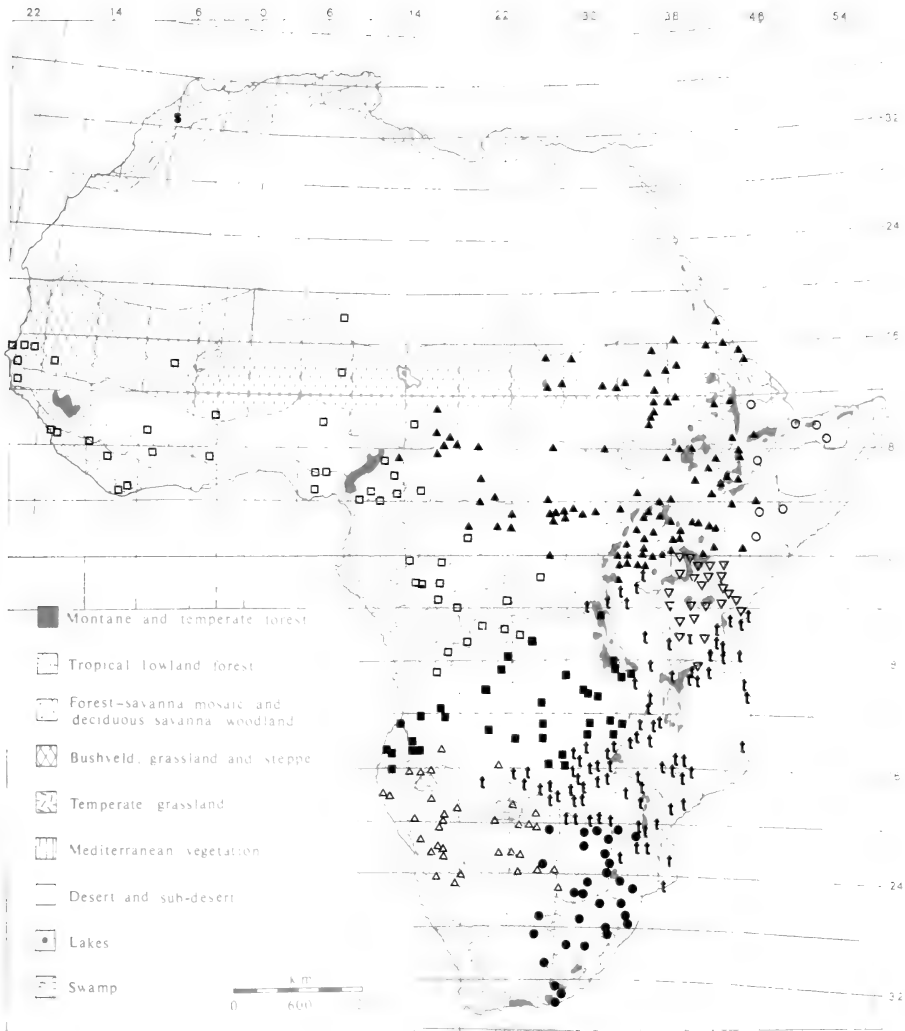 22 14 6 0 6 14 22 30 38 46 54
32
24
16
8
Montane and temperate forest
Tropical lowland forest
Forest-savanna mosaic and
deciduous savanna woodland
Bushveld, grassland and steppe
Temperate grassland
Mediterranean vegetation
Desert and sub-desert
Lakes
Swamp
24
32
km
0 600